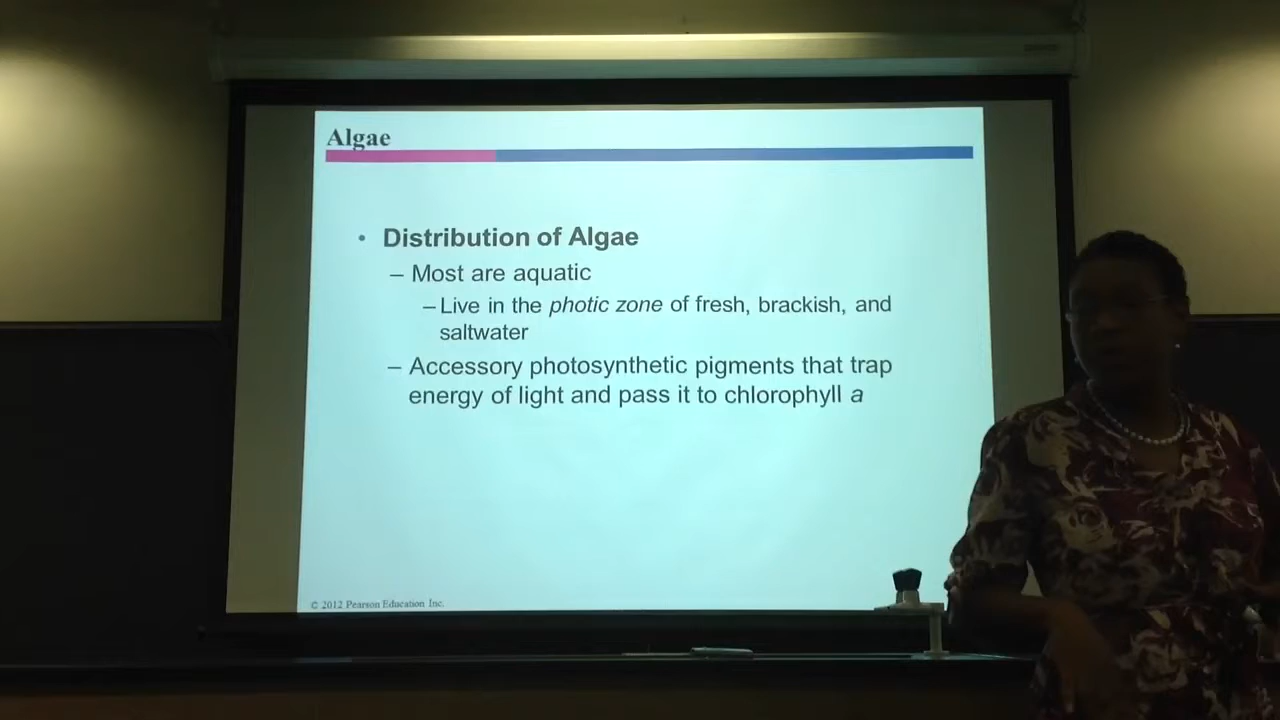 Algae
• Distribution of Algae
– Most are aquatic
– Live in the photic zone of fresh, brackish, and
saltwater
– Accessory photosynthetic pigments that trap
energy of light and pass it to chlorophyll a
© 2012 Pearson Education Inc.